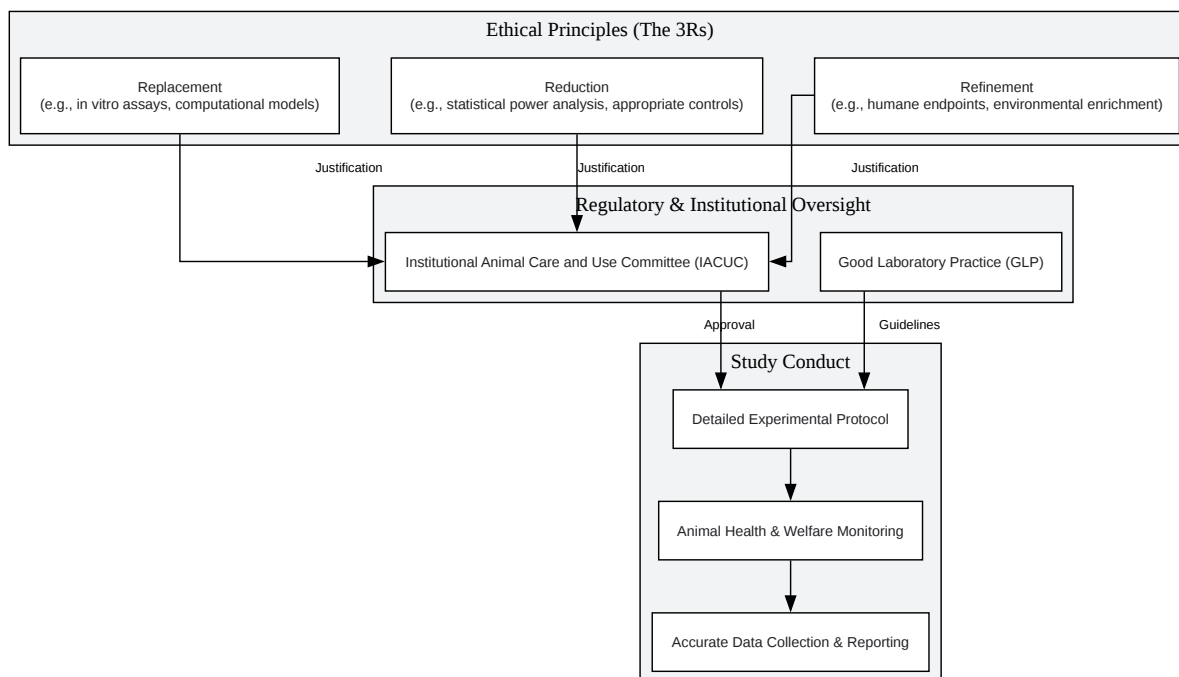 Ethical Principles (The 3Rs)
Replacement
(e.g., in vitro assays, computational models)
Reduction
(e.g., statistical power analysis, appropriate controls)
Refinement
(e.g., humane endpoints, environmental enrichment)
Justification
Justification
Justification
Regulatory & Institutional Oversight
Institutional Animal Care and Use Committee (IACUC)
Good Laboratory Practice (GLP)
Approval
Guidelines
Study Conduct
Detailed Experimental Protocol
Animal Health & Welfare Monitoring
Accurate Data Collection & Reporting